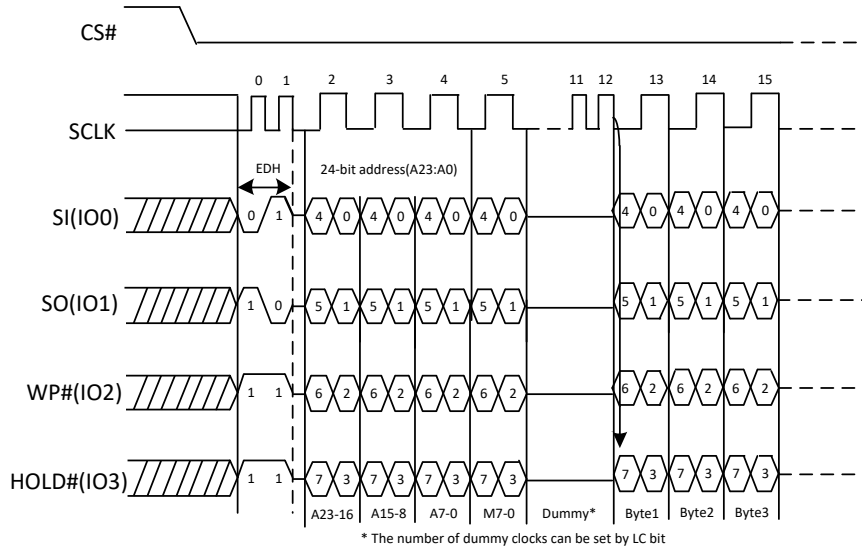 CS#
0 1 2 3 4 5 11 12 13 14 15
SCLK
EDH 24-bit address(A23:A0)
SI(IO0) 0 1 4 0 4 0 4 0 4 0 4 0 4 0 4 0
SO(IO1) 1 0 5 1 5 1 5 1 5 1 5 1 5 1 5 1
WP#(IO2) 1 1 6 2 6 2 6 2 6 2 6 2 6 2 6 2
HOLD#(IO3) 1 1 7 3 7 3 7 3 7 3 7 3 7 3 7 3
A23-16 A15-8 A7-0 M7-0 Dummy* Byte1 Byte2 Byte3
* The number of dummy clocks can be set by LC bit